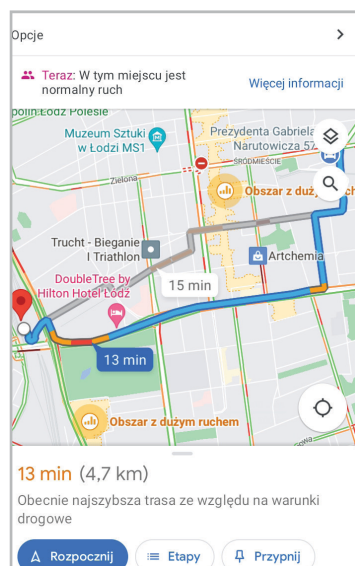 Opcje
Teraz: W tym miejscu jest
normalny ruch
Więcej informacji
polin Łódź Polesie
Muzeum Sztuki
w Łodzi MS1
Prezydenta Gabriela
Narutowicza 57
ŚRÓDMIEŚCIE
Zielona
Obszar z dużym ruchem
Trucht - Bieganie
I Triathlon
Artchemia
DoubleTree by
Hilton Hotel Łódź
15 min
13 min
Obszar z dużym ruchem
13 min (4,7 km)
Obecnie najszybsza trasa ze względu na warunki
drogowe
Rozpocznij
Etapy
Przypnij